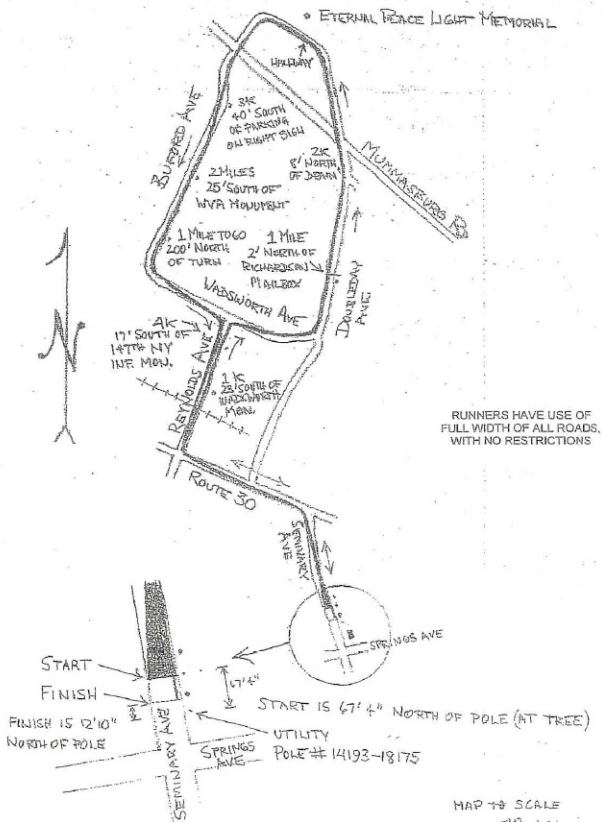 ETERNAL PEACE LIGHT MEMORIAL
HALFWAY
3K
40' SOUTH
OF PARKING
ON RIGHT SIGN
BUFORD AVE
2K
8' NORTH
OF
MUMMASBURG RD
2 MILES
25' SOUTH OF
WVA MONUMENT
1 MILE TO GO
200' NORTH
OF TURN
1 MILE
2' NORTH OF
RICHARDSON
MAILBOX
WADSWORTH AVE
DOUBLEDAY
AVE.
4K
17' SOUTH OF
147TH NY
INF. MON.
REYNOLDS AVE
1K
23' SOUTH OF
WADSWORTH
MON.
N
RUNNERS HAVE USE OF
FULL WIDTH OF ALL ROADS,
WITH NO RESTRICTIONS
ROUTE 30
SEMINARY
AVE
SPRINGS AVE
START
67'4"
FINISH
START IS 67'4" NORTH OF POLE (AT TREE)
FINISH IS 12'10"
NORTH OF POLE
UTILITY
POLE # 14193-18175
SPRINGS
AVE
SEMINARY AVE
MAP TO SCALE